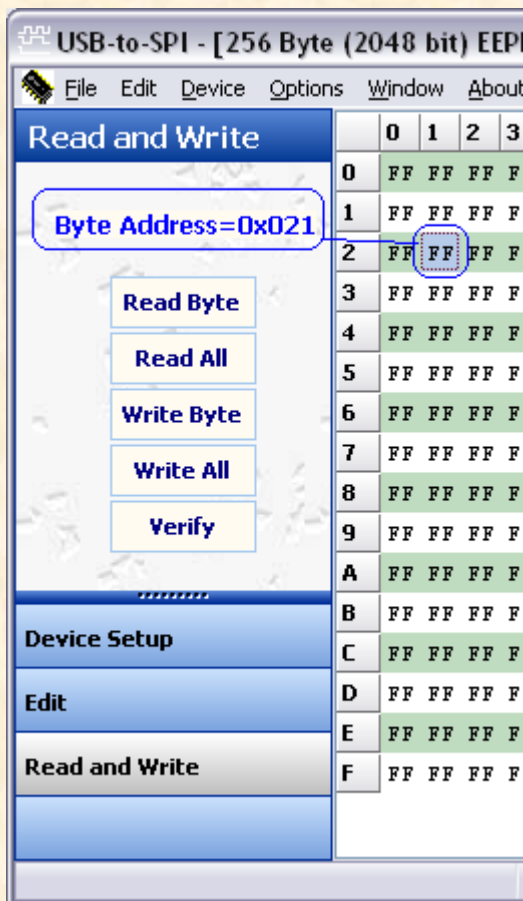 USB-to-SPI - [256 Byte (2048 bit) EEP
File Edit Device Options Window About
Read and Write
Byte Address=0x021
Read Byte
Read All
Write Byte
Write All
Verify
Device Setup
Edit
Read and Write
0 1 2 3
0 FF FF FF F
1 FF FF FF F
2 FF FF FF F
3 FF FF FF F
4 FF FF FF F
5 FF FF FF F
6 FF FF FF F
7 FF FF FF F
8 FF FF FF F
9 FF FF FF F
A FF FF FF F
B FF FF FF F
C FF FF FF F
D FF FF FF F
E FF FF FF F
F FF FF FF F